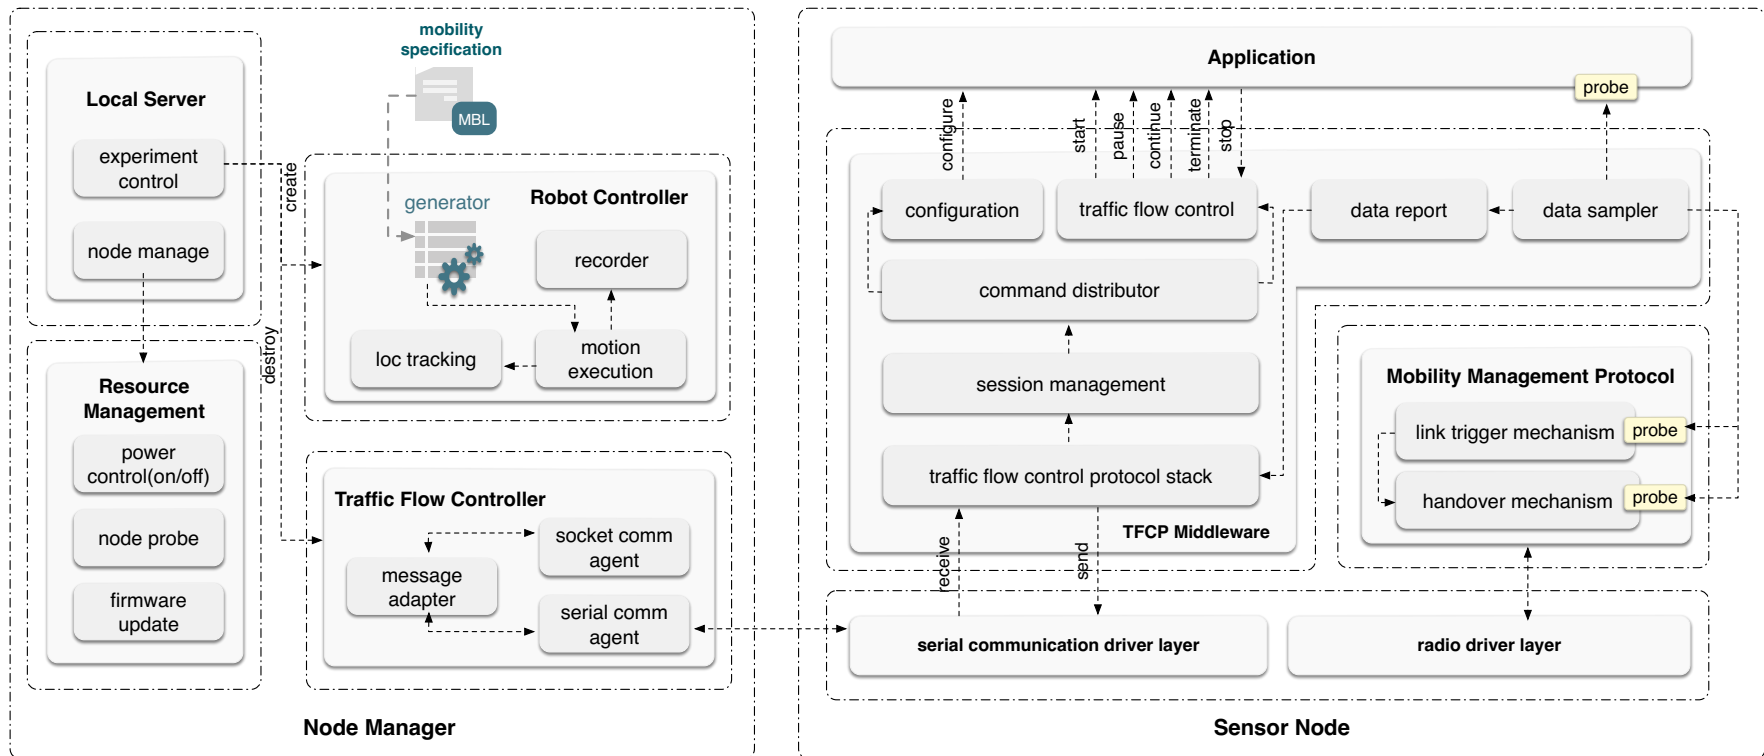 mobility
specification
MBL
Local Server
experiment
control
node manage
create
destroy
Resource
Management
power
control(on/off)
node probe
firmware
update
Robot Controller
generator
recorder
loc tracking
motion
execution
Traffic Flow Controller
socket comm
agent
message
adapter
serial comm
agent
Node Manager
Application
probe
configure
start
pause
continue
terminate
stop
configuration
traffic flow control
data report
data sampler
command distributor
session management
traffic flow control protocol stack
TFCP Middleware
receive
send
Mobility Management Protocol
link trigger mechanism
probe
handover mechanism
probe
serial communication driver layer
radio driver layer
Sensor Node